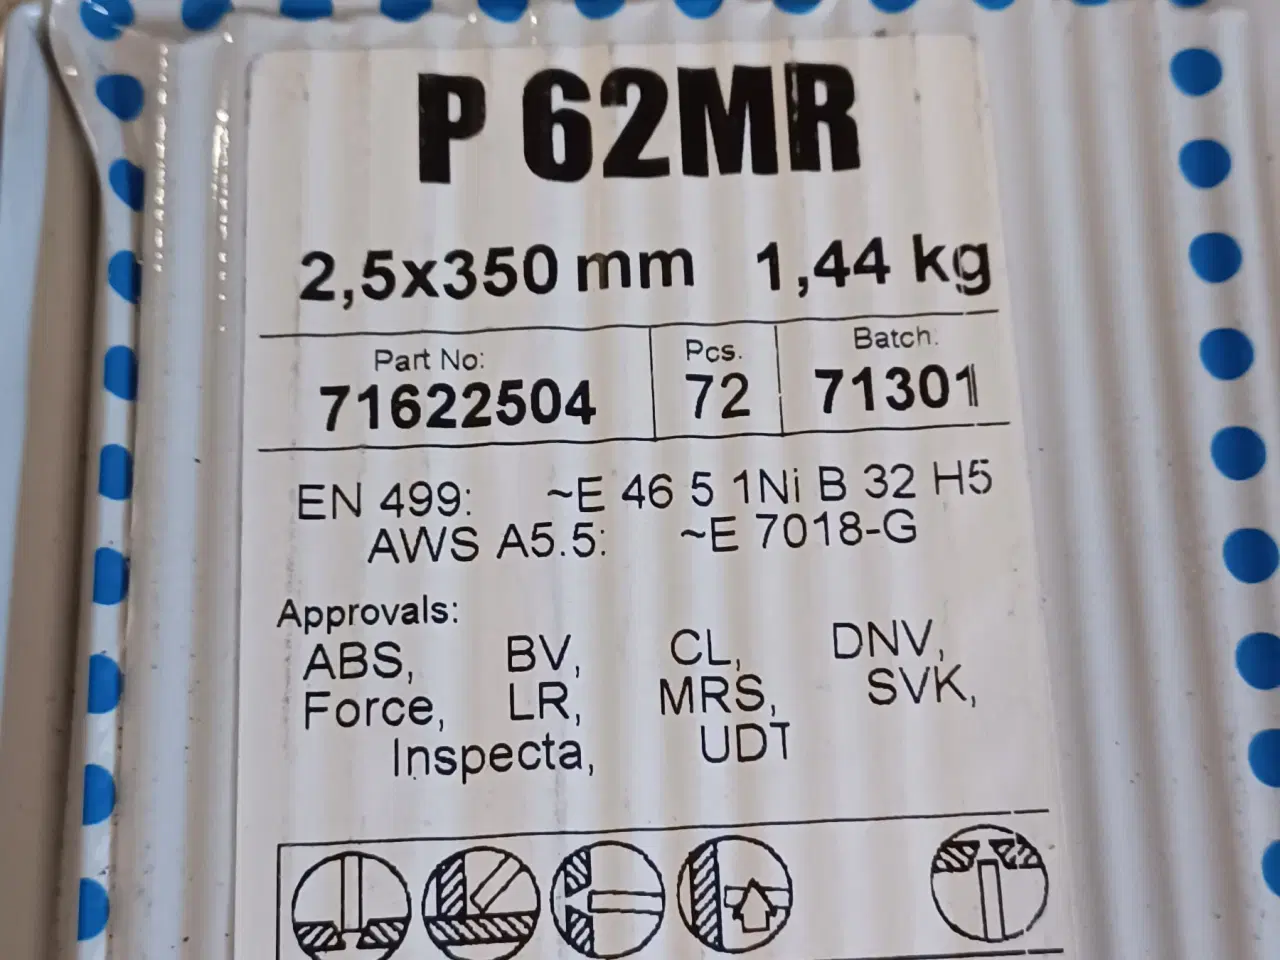 P 62MR
2,5x350 mm 1,44 kg
Part No: Pcs. Batch:
71622504 72 71301
EN 499: ~E 46 5 1Ni B 32 H5
AWS A5.5: ~E 7018-G
Approvals:
ABS, BV, CL, DNV,
Force, LR, MRS, SVK,
Inspecta, UDT